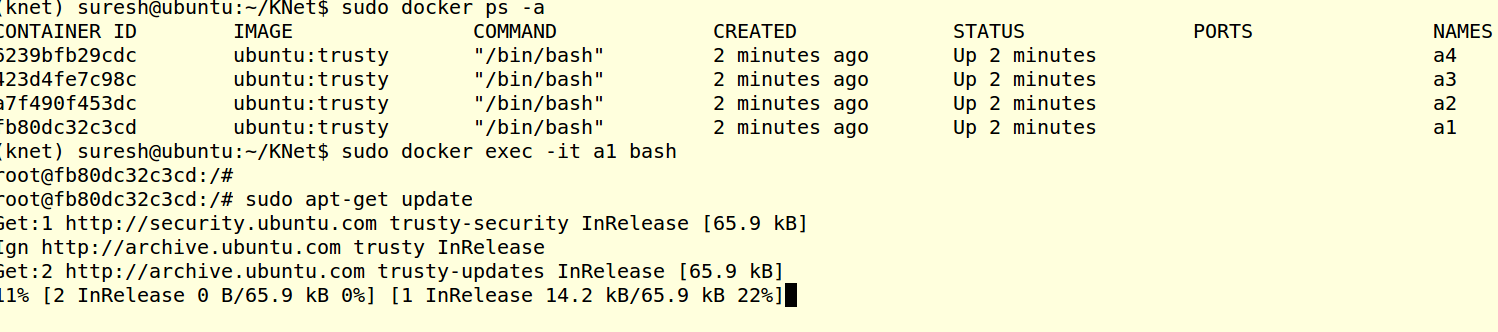 (knet) suresh@ubuntu:~/KNet$ sudo docker ps -a
CONTAINER ID IMAGE COMMAND CREATED STATUS PORTS NAMES
6239bfb29cdc ubuntu:trusty "/bin/bash" 2 minutes ago Up 2 minutes a4
423d4fe7c98c ubuntu:trusty "/bin/bash" 2 minutes ago Up 2 minutes a3
a7f490f453dc ubuntu:trusty "/bin/bash" 2 minutes ago Up 2 minutes a2
fb80dc32c3cd ubuntu:trusty "/bin/bash" 2 minutes ago Up 2 minutes a1
(knet) suresh@ubuntu:~/KNet$ sudo docker exec -it a1 bash
root@fb80dc32c3cd:/#
root@fb80dc32c3cd:/# sudo apt-get update
Get:1 http://security.ubuntu.com trusty-security InRelease [65.9 kB]
Ign http://archive.ubuntu.com trusty InRelease
Get:2 http://archive.ubuntu.com trusty-updates InRelease [65.9 kB]
11% [2 InRelease 0 B/65.9 kB 0%] [1 InRelease 14.2 kB/65.9 kB 22%]